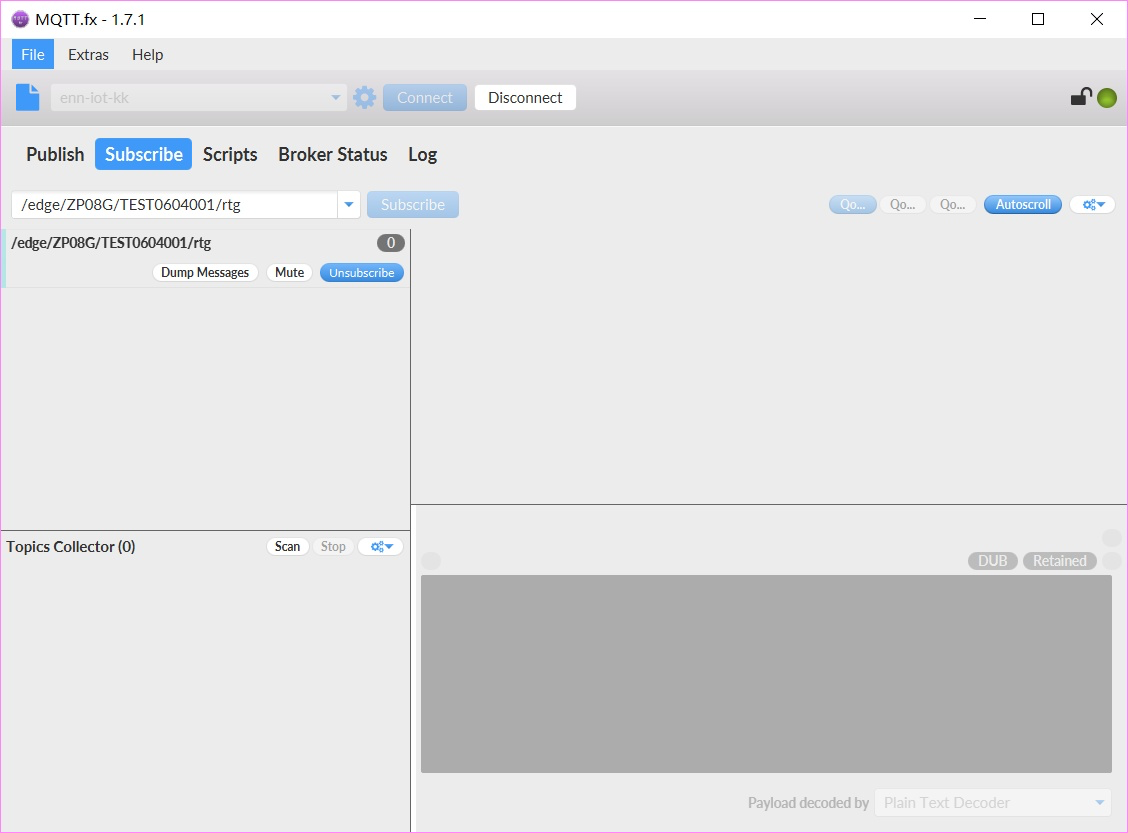 MQTT.fx - 1.7.1
File Extras Help
enn-iot-kk Connect Disconnect
Publish Subscribe Scripts Broker Status Log
/edge/ZP08G/TEST0604001/rtg Subscribe Qo... Qo... Qo... Autoscroll
/edge/ZP08G/TEST0604001/rtg 0
Dump Messages Mute Unsubscribe
Topics Collector (0) Scan Stop
DUB Retained
Payload decoded by Plain Text Decoder